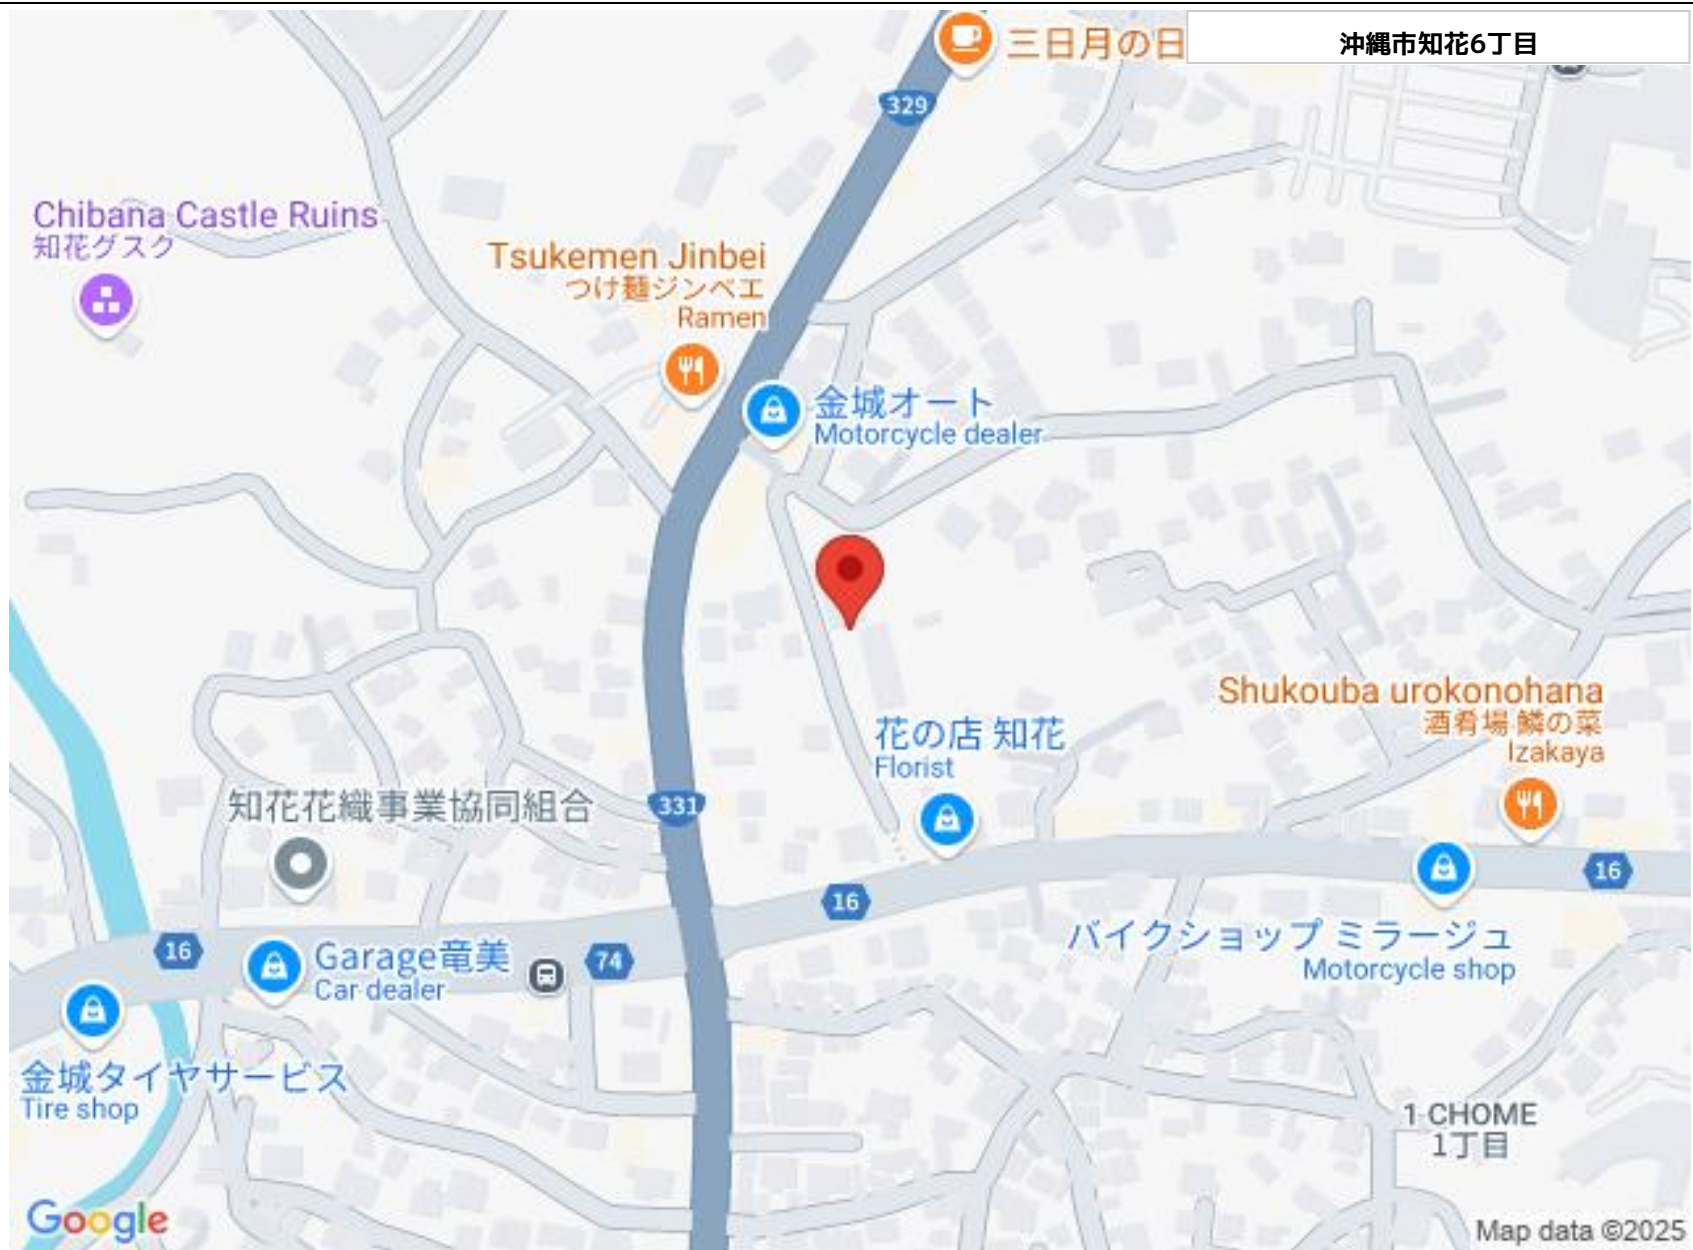 沖縄市知花6丁目
三日月の日
329
Chibana Castle Ruins
知花グスク
Tsukemen Jinbei
つけ麺ジンベエ
Ramen
金城オート
Motorcycle dealer
Shukouba urokonohana
酒肴場 鱗の菜
Izakaya
花の店 知花
Florist
知花花織事業協同組合
331
16
16
16
74
Garage竜美
Car dealer
バイクショップ ミラージュ
Motorcycle shop
金城タイヤサービス
Tire shop
1 CHOME
1丁目
Google
Map data ©2025